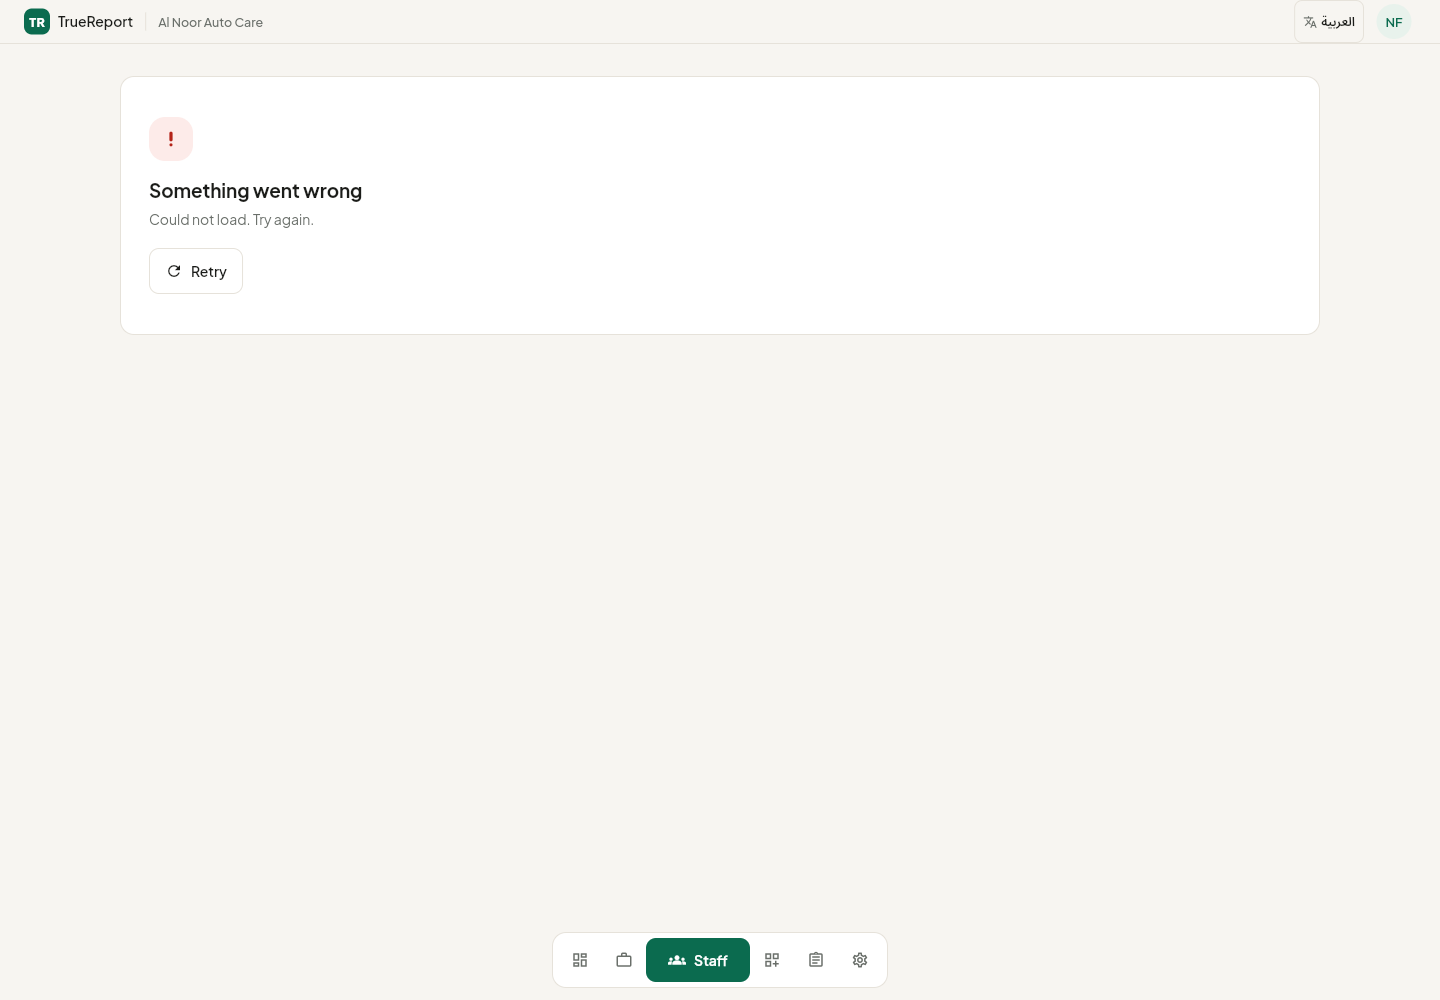 TR TrueReport Al Noor Auto Care العربية NF
Something went wrong
Could not load. Try again.
Retry
Staff